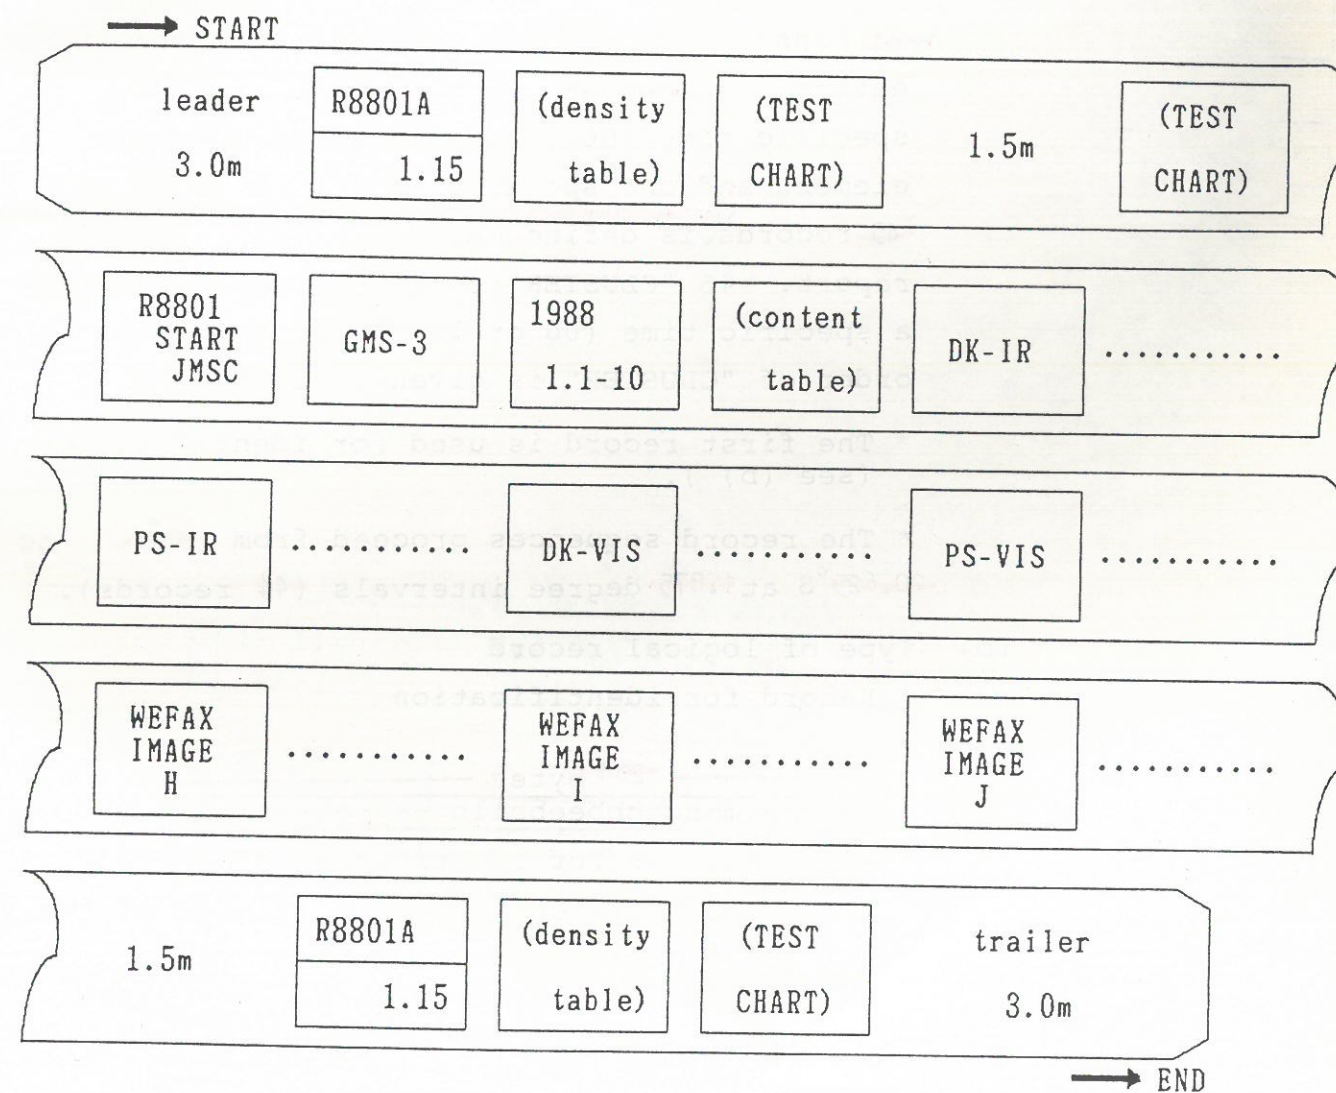 START
leader
3.0m
R8801A
1.15
(density
table)
(TEST
CHART)
1.5m
(TEST
CHART)
R8801
START
JMSC
GMS-3
1988
1.1-10
(content
table)
DK-IR ............
PS-IR ............
DK-VIS ............
PS-VIS ............
WEFAX
IMAGE
H ............
WEFAX
IMAGE
I ............
WEFAX
IMAGE
J ............
1.5m
R8801A
1.15
(density
table)
(TEST
CHART)
trailer
3.0m
END